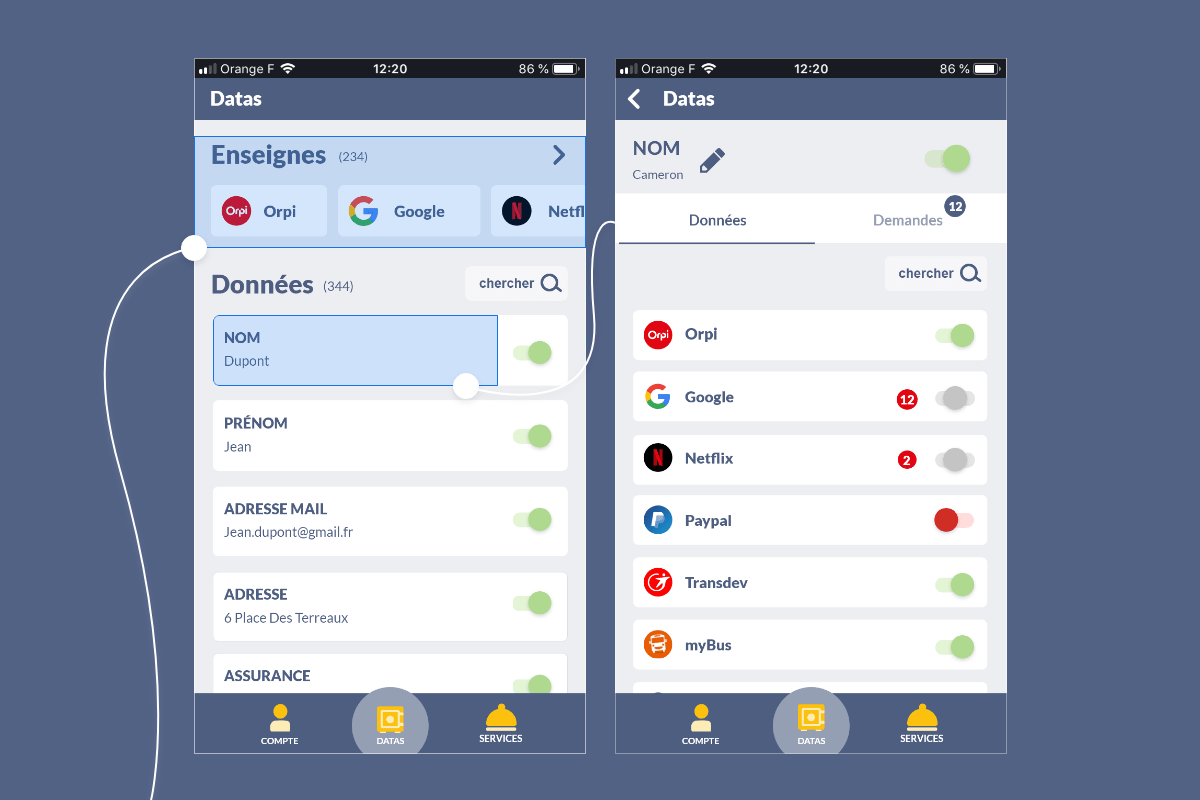 Orange F 12:20 86 %
Datas
Enseignes (234)
Orpi Orpi
Google
N Netfl
Données (344)
chercher
NOM
Dupont
PRÉNOM
Jean
ADRESSE MAIL
Jean.dupont@gmail.fr
ADRESSE
6 Place Des Terreaux
ASSURANCE
COMPTE
DATAS
SERVICES
Orange F 12:20 86 %
Datas
NOM
Cameron
Données
Demandes 12
chercher
Orpi Orpi
Google 12
N Netflix 2
Paypal
Transdev
myBus
COMPTE
DATAS
SERVICES